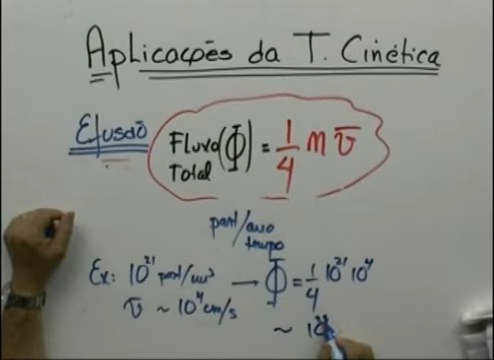 Aplicações da T. Cinética
Efusão
Fluxo (Φ) = 1/4 n v̅
Total
part/
tempo
Ex: 10²¹ part/cm³ → Φ = 1/4 10²¹ 10⁴
v̅ ~ 10⁴ cm/s
~ 10